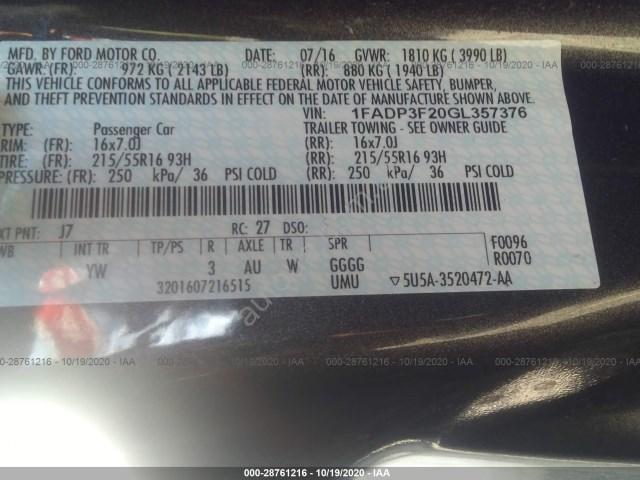 MFD. BY FORD MOTOR CO. DATE: 07/16 GVWR: 1810 KG ( 3990 LB)
GAWR: (FR): 972 KG ( 2143 LB) (RR): 880 KG ( 1940 LB)
THIS VEHICLE CONFORMS TO ALL APPLICABLE FEDERAL MOTOR VEHICLE SAFETY, BUMPER,
AND THEFT PREVENTION STANDARDS IN EFFECT ON THE DATE OF MANUFACTURE SHOWN ABOVE.
VIN: 1FADP3F20GL357376
TYPE: Passenger Car TRAILER TOWING - SEE OWNER GUIDE
RIM: (FR): 16x7.0J (RR): 16x7.0J
TIRE: (FR): 215/55R16 93H (RR): 215/55R16 93H
PRESSURE: (FR): 250 kPa/ 36 PSI COLD (RR): 250 kPa/ 36 PSI COLD
XT PNT: J7 RC: 27 DSO:
WB INT TR TP/PS R AXLE TR SPR F0096
YW 3 AU W GGGG R0070
3201607216515 UMU ▽5U5A-3520472-AA
000-28761216 - 10/19/2020 - IAA